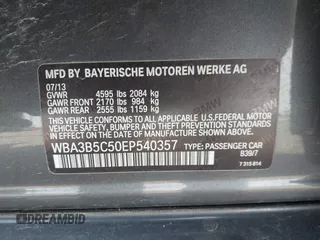 MFD BY BAYERISCHE MOTOREN WERKE AG
07/13
GVWR 4595 lbs 2084 kg
GAWR FRONT 2170 lbs 984 kg
GAWR REAR 2555 lbs 1159 kg
THIS VEHICLE CONFORMS TO ALL APPLICABLE U.S. FEDERAL MOTOR
VEHICLE SAFETY, BUMPER, AND THEFT PREVENTION STANDARDS IN
EFFECT ON THE DATE OF MANUFACTURE SHOWN ABOVE.
WBA3B5C50EP540357 TYPE: PASSENGER CAR
B39/7
7 315 614
DREAMBID